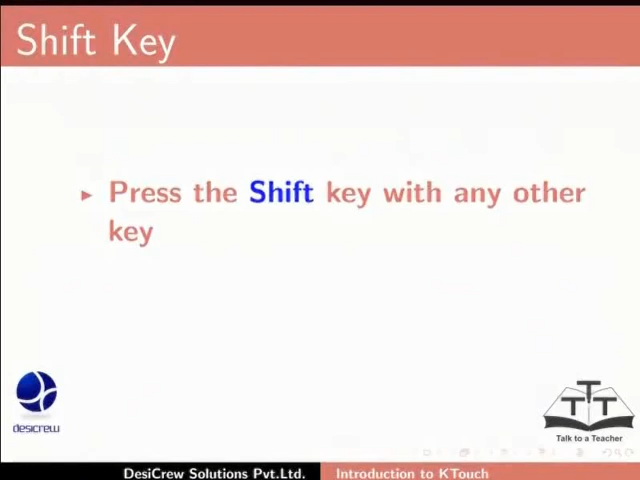 Shift Key
▸ Press the Shift key with any other
key
desicrew
TTT
Talk to a Teacher
DesiCrew Solutions Pvt.Ltd. Introduction to KTouch